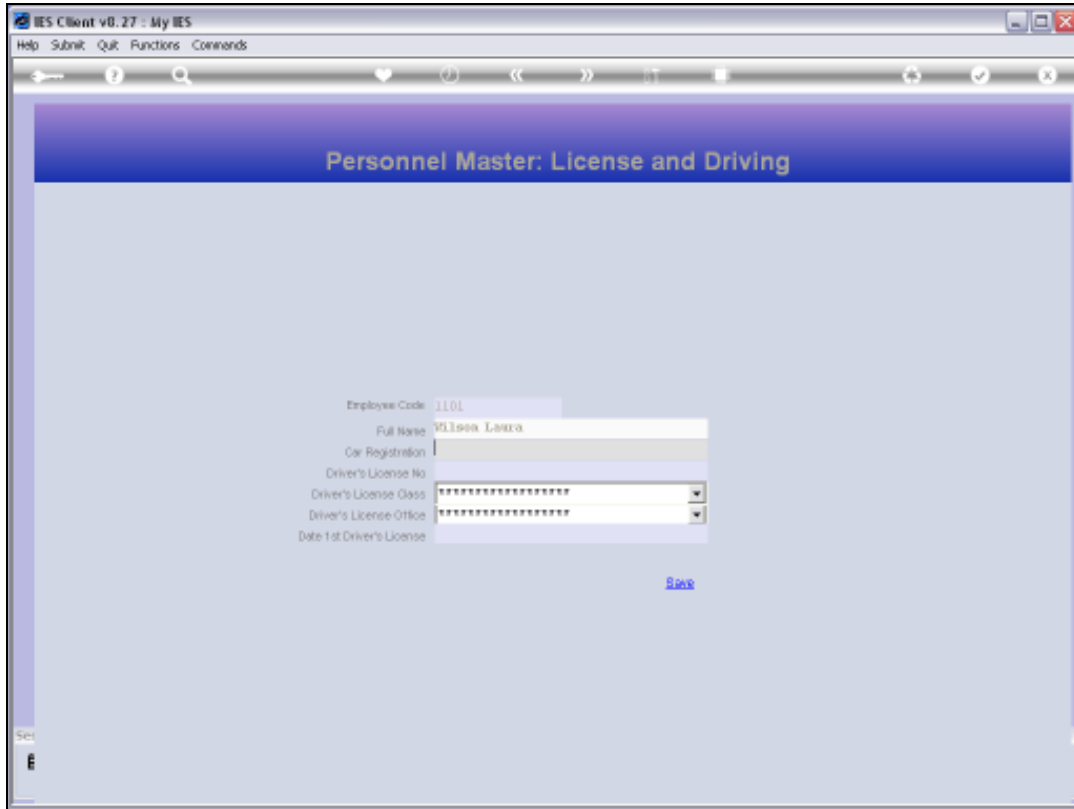 IES Client v8.27 : My IES
Help Submit Quit Functions Commands
Personnel Master: License and Driving
Employee Code 1101
Full Name Wilson Laura
Car Registration
Driver's License No
Driver's License Class ******************
Driver's License Office ******************
Date 1st Driver's License
Save
Ses